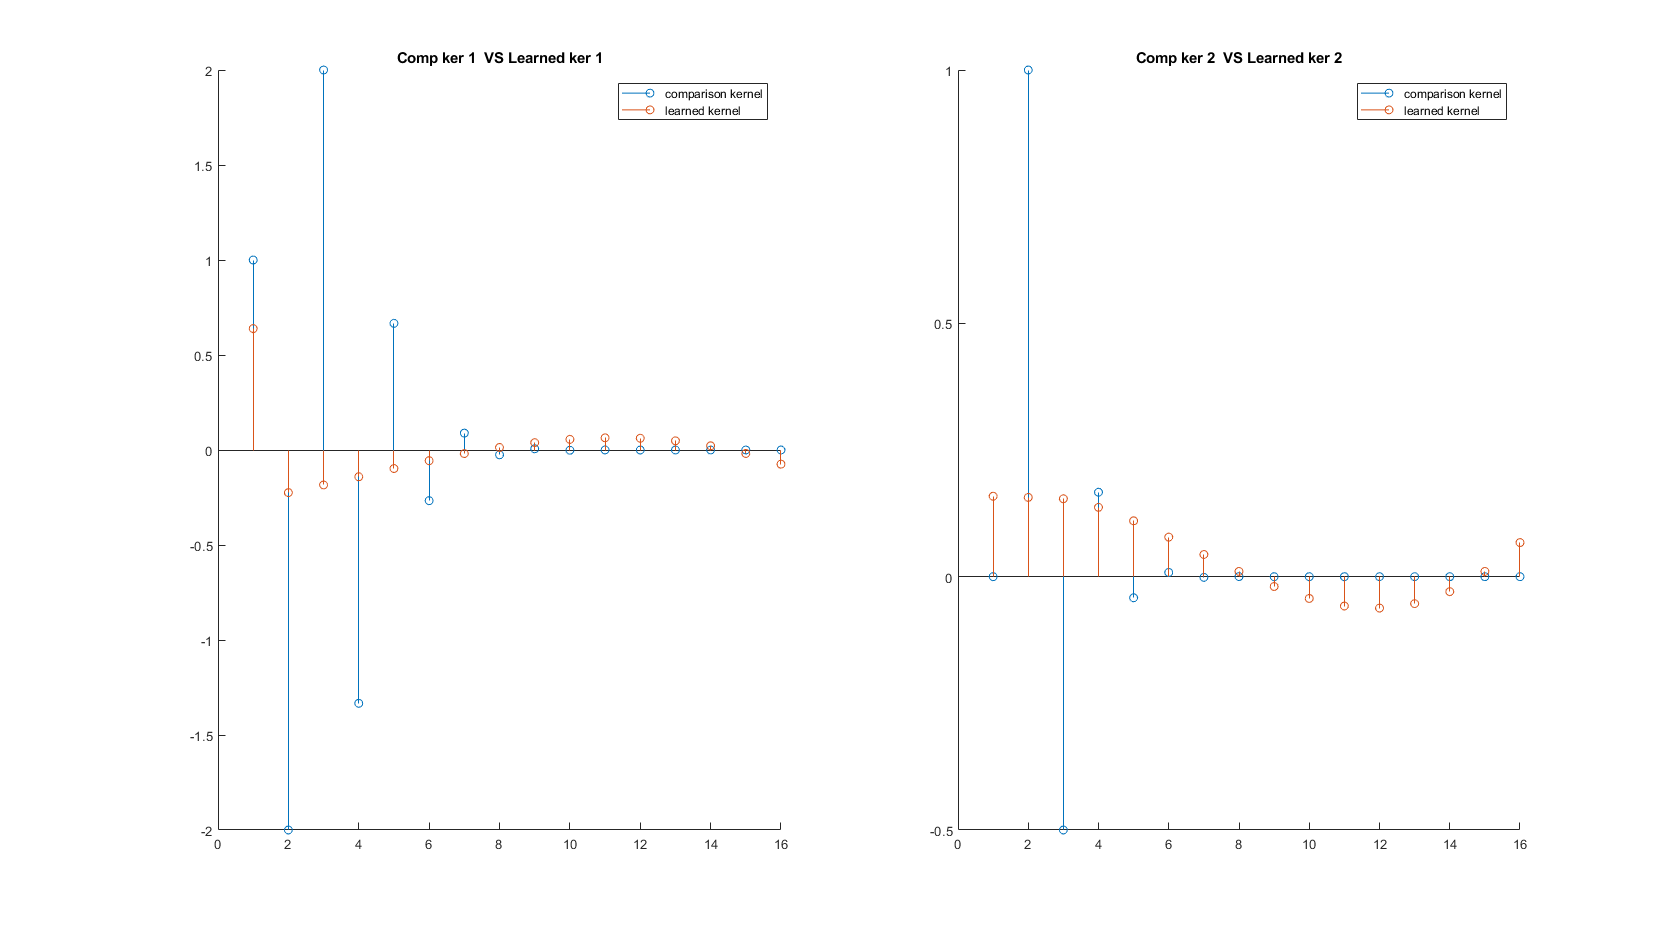 Comp ker 1  VS Learned ker 1
comparison kernel
learned kernel
2
1.5
1
0.5
0
-0.5
-1
-1.5
-2
0 2 4 6 8 10 12 14 16
Comp ker 2  VS Learned ker 2
comparison kernel
learned kernel
1
0.5
0
-0.5
0 2 4 6 8 10 12 14 16